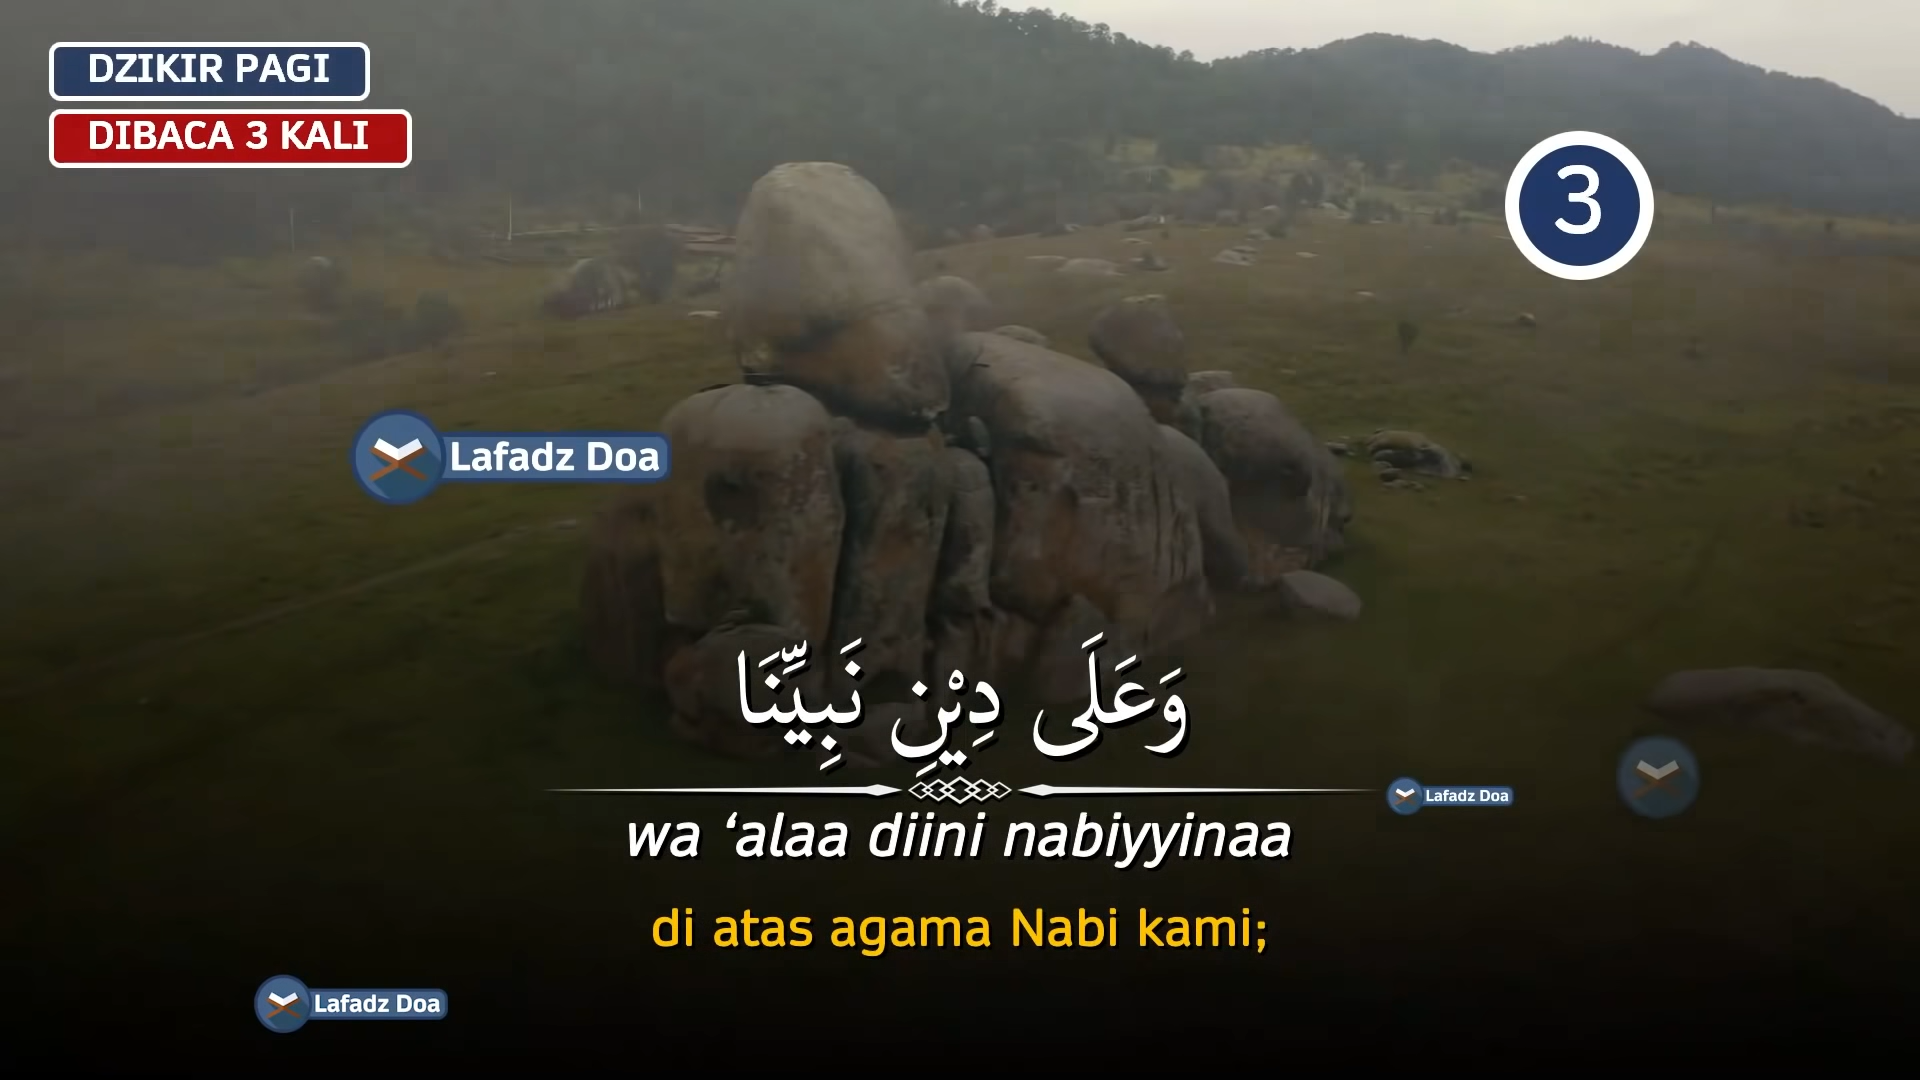 DZIKIR PAGI
DIBACA 3 KALI
3
Lafadz Doa
وَعَلَى دِيْنِ نَبِيِّنَا
Lafadz Doa
wa ‘alaa diini nabiyyinaa
di atas agama Nabi kami;
Lafadz Doa